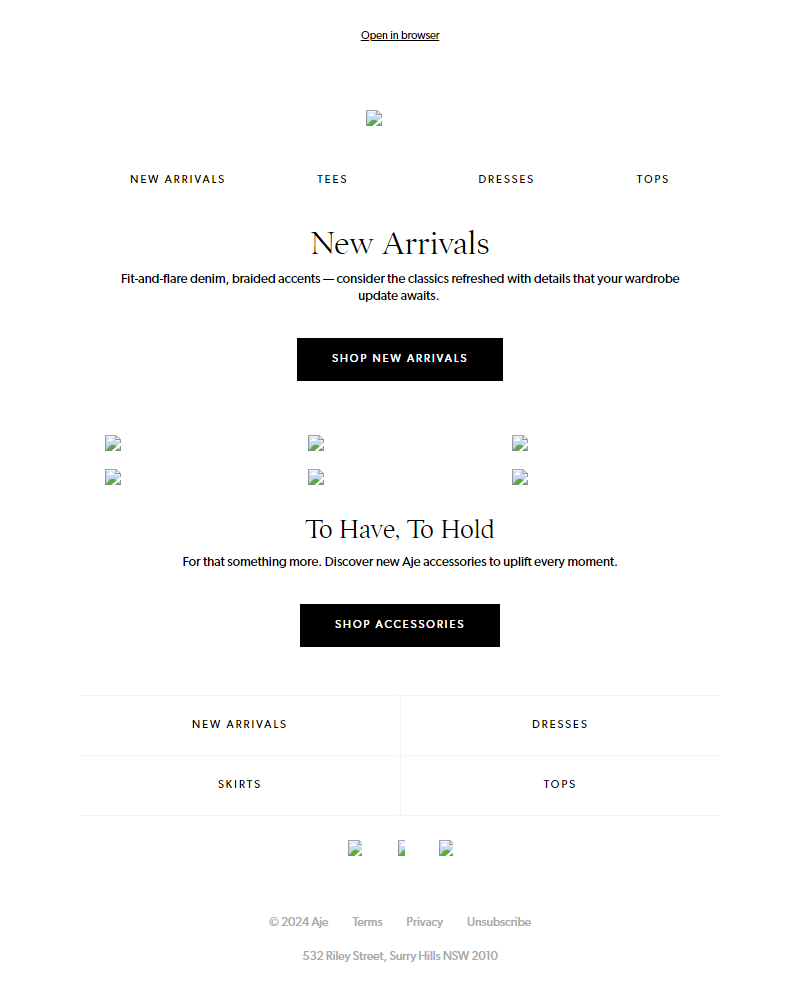 Open in browser
NEW ARRIVALS TEES DRESSES TOPS
New Arrivals
Fit-and-flare denim, braided accents — consider the classics refreshed with details that your wardrobe
update awaits.
SHOP NEW ARRIVALS
To Have, To Hold
For that something more. Discover new Aje accessories to uplift every moment.
SHOP ACCESSORIES
NEW ARRIVALS DRESSES
SKIRTS TOPS
© 2024 Aje Terms Privacy Unsubscribe
532 Riley Street, Surry Hills NSW 2010